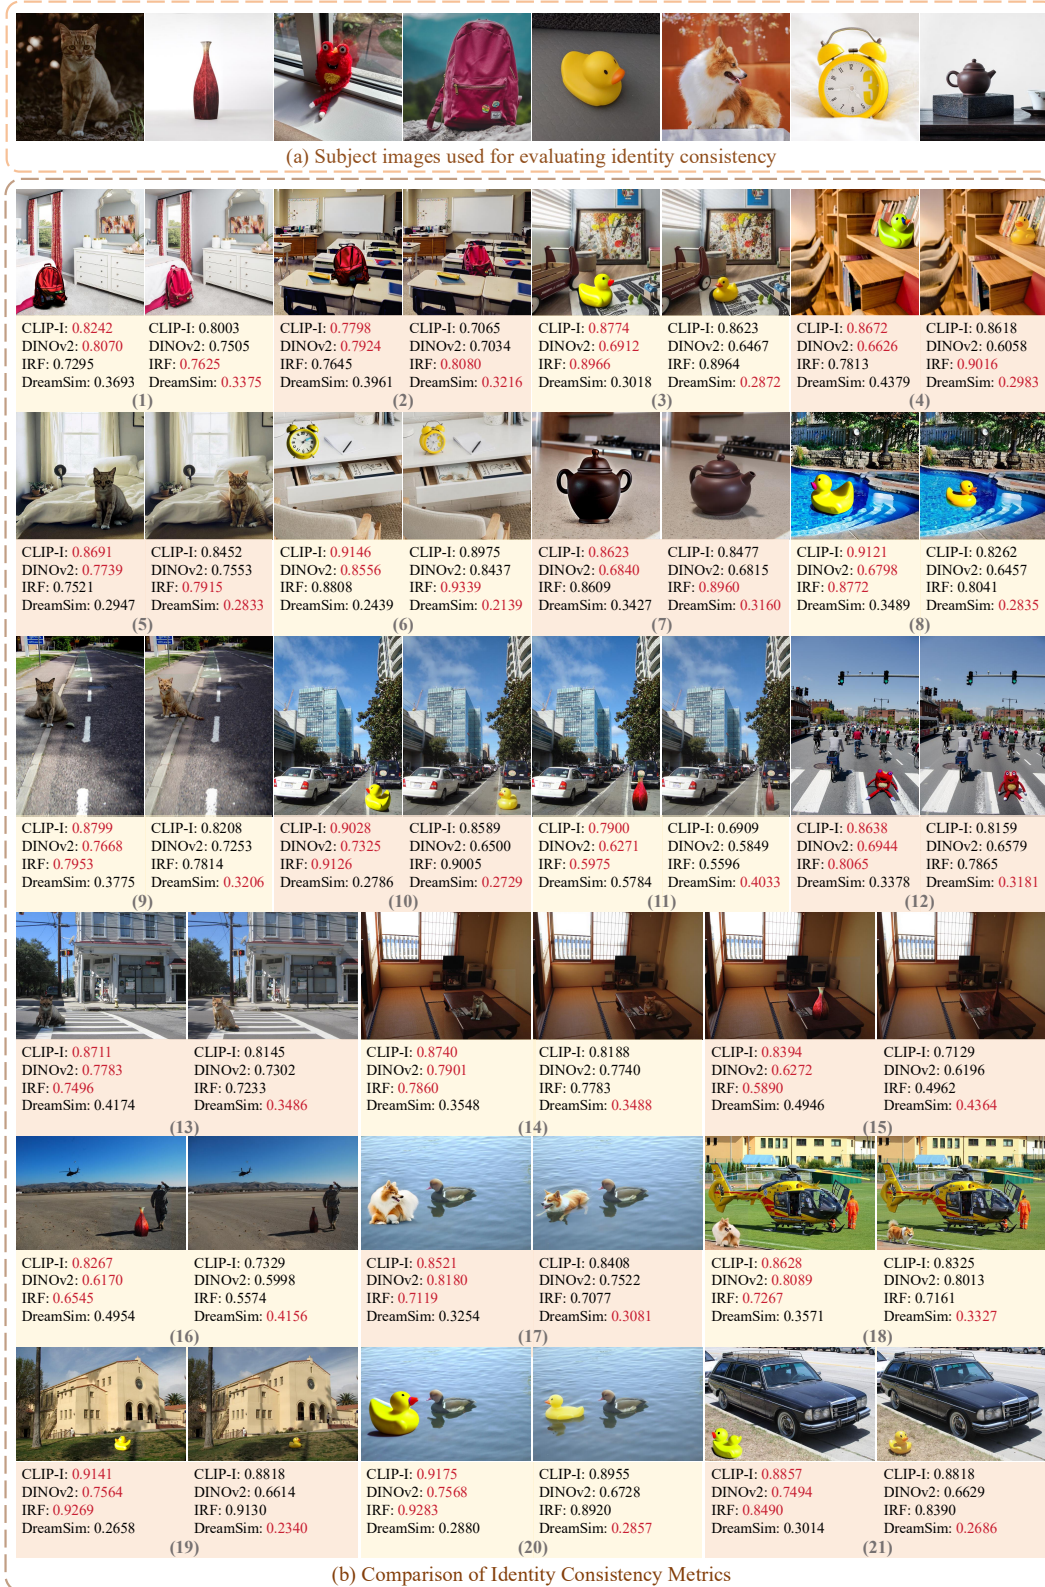 (a) Subject images used for evaluating identity consistency
CLIP-I: 0.8242
DINOv2: 0.8070
IRF: 0.7295
DreamSim: 0.3693
CLIP-I: 0.8003
DINOv2: 0.7505
IRF: 0.7625
DreamSim: 0.3375
(1)
CLIP-I: 0.7798
DINOv2: 0.7924
IRF: 0.7645
DreamSim: 0.3961
CLIP-I: 0.7065
DINOv2: 0.7034
IRF: 0.8080
DreamSim: 0.3216
(2)
CLIP-I: 0.8774
DINOv2: 0.6912
IRF: 0.8966
DreamSim: 0.3018
CLIP-I: 0.8623
DINOv2: 0.6467
IRF: 0.8964
DreamSim: 0.2872
(3)
CLIP-I: 0.8672
DINOv2: 0.6626
IRF: 0.7813
DreamSim: 0.4379
CLIP-I: 0.8618
DINOv2: 0.6058
IRF: 0.9016
DreamSim: 0.2983
(4)
CLIP-I: 0.8691
DINOv2: 0.7739
IRF: 0.7521
DreamSim: 0.2947
CLIP-I: 0.8452
DINOv2: 0.7553
IRF: 0.7915
DreamSim: 0.2833
(5)
CLIP-I: 0.9146
DINOv2: 0.8556
IRF: 0.8808
DreamSim: 0.2439
CLIP-I: 0.8975
DINOv2: 0.8437
IRF: 0.9339
DreamSim: 0.2139
(6)
CLIP-I: 0.8623
DINOv2: 0.6840
IRF: 0.8609
DreamSim: 0.3427
CLIP-I: 0.8477
DINOv2: 0.6815
IRF: 0.8960
DreamSim: 0.3160
(7)
CLIP-I: 0.9121
DINOv2: 0.6798
IRF: 0.8772
DreamSim: 0.3489
CLIP-I: 0.8262
DINOv2: 0.6457
IRF: 0.8041
DreamSim: 0.2835
(8)
CLIP-I: 0.8799
DINOv2: 0.7668
IRF: 0.7953
DreamSim: 0.3775
CLIP-I: 0.8208
DINOv2: 0.7253
IRF: 0.7814
DreamSim: 0.3206
(9)
CLIP-I: 0.9028
DINOv2: 0.7325
IRF: 0.9126
DreamSim: 0.2786
CLIP-I: 0.8589
DINOv2: 0.6500
IRF: 0.9005
DreamSim: 0.2729
(10)
CLIP-I: 0.7900
DINOv2: 0.6271
IRF: 0.5975
DreamSim: 0.5784
CLIP-I: 0.6909
DINOv2: 0.5849
IRF: 0.5596
DreamSim: 0.4033
(11)
CLIP-I: 0.8638
DINOv2: 0.6944
IRF: 0.8065
DreamSim: 0.3378
CLIP-I: 0.8159
DINOv2: 0.6579
IRF: 0.7865
DreamSim: 0.3181
(12)
CLIP-I: 0.8711
DINOv2: 0.7783
IRF: 0.7496
DreamSim: 0.4174
CLIP-I: 0.8145
DINOv2: 0.7302
IRF: 0.7233
DreamSim: 0.3486
(13)
CLIP-I: 0.8740
DINOv2: 0.7901
IRF: 0.7860
DreamSim: 0.3548
CLIP-I: 0.8188
DINOv2: 0.7740
IRF: 0.7783
DreamSim: 0.3488
(14)
CLIP-I: 0.8394
DINOv2: 0.6272
IRF: 0.5890
DreamSim: 0.4946
CLIP-I: 0.7129
DINOv2: 0.6196
IRF: 0.4962
DreamSim: 0.4364
(15)
CLIP-I: 0.8267
DINOv2: 0.6170
IRF: 0.6545
DreamSim: 0.4954
CLIP-I: 0.7329
DINOv2: 0.5998
IRF: 0.5574
DreamSim: 0.4156
(16)
CLIP-I: 0.8521
DINOv2: 0.8180
IRF: 0.7119
DreamSim: 0.3254
CLIP-I: 0.8408
DINOv2: 0.7522
IRF: 0.7077
DreamSim: 0.3081
(17)
CLIP-I: 0.8628
DINOv2: 0.8089
IRF: 0.7267
DreamSim: 0.3571
CLIP-I: 0.8325
DINOv2: 0.8013
IRF: 0.7161
DreamSim: 0.3327
(18)
CLIP-I: 0.9141
DINOv2: 0.7564
IRF: 0.9269
DreamSim: 0.2658
CLIP-I: 0.8818
DINOv2: 0.6614
IRF: 0.9130
DreamSim: 0.2340
(19)
CLIP-I: 0.9175
DINOv2: 0.7568
IRF: 0.9283
DreamSim: 0.2880
CLIP-I: 0.8955
DINOv2: 0.6728
IRF: 0.8920
DreamSim: 0.2857
(20)
CLIP-I: 0.8857
DINOv2: 0.7494
IRF: 0.8490
DreamSim: 0.3014
CLIP-I: 0.8818
DINOv2: 0.6629
IRF: 0.8390
DreamSim: 0.2686
(21)
(b) Comparison of Identity Consistency Metrics